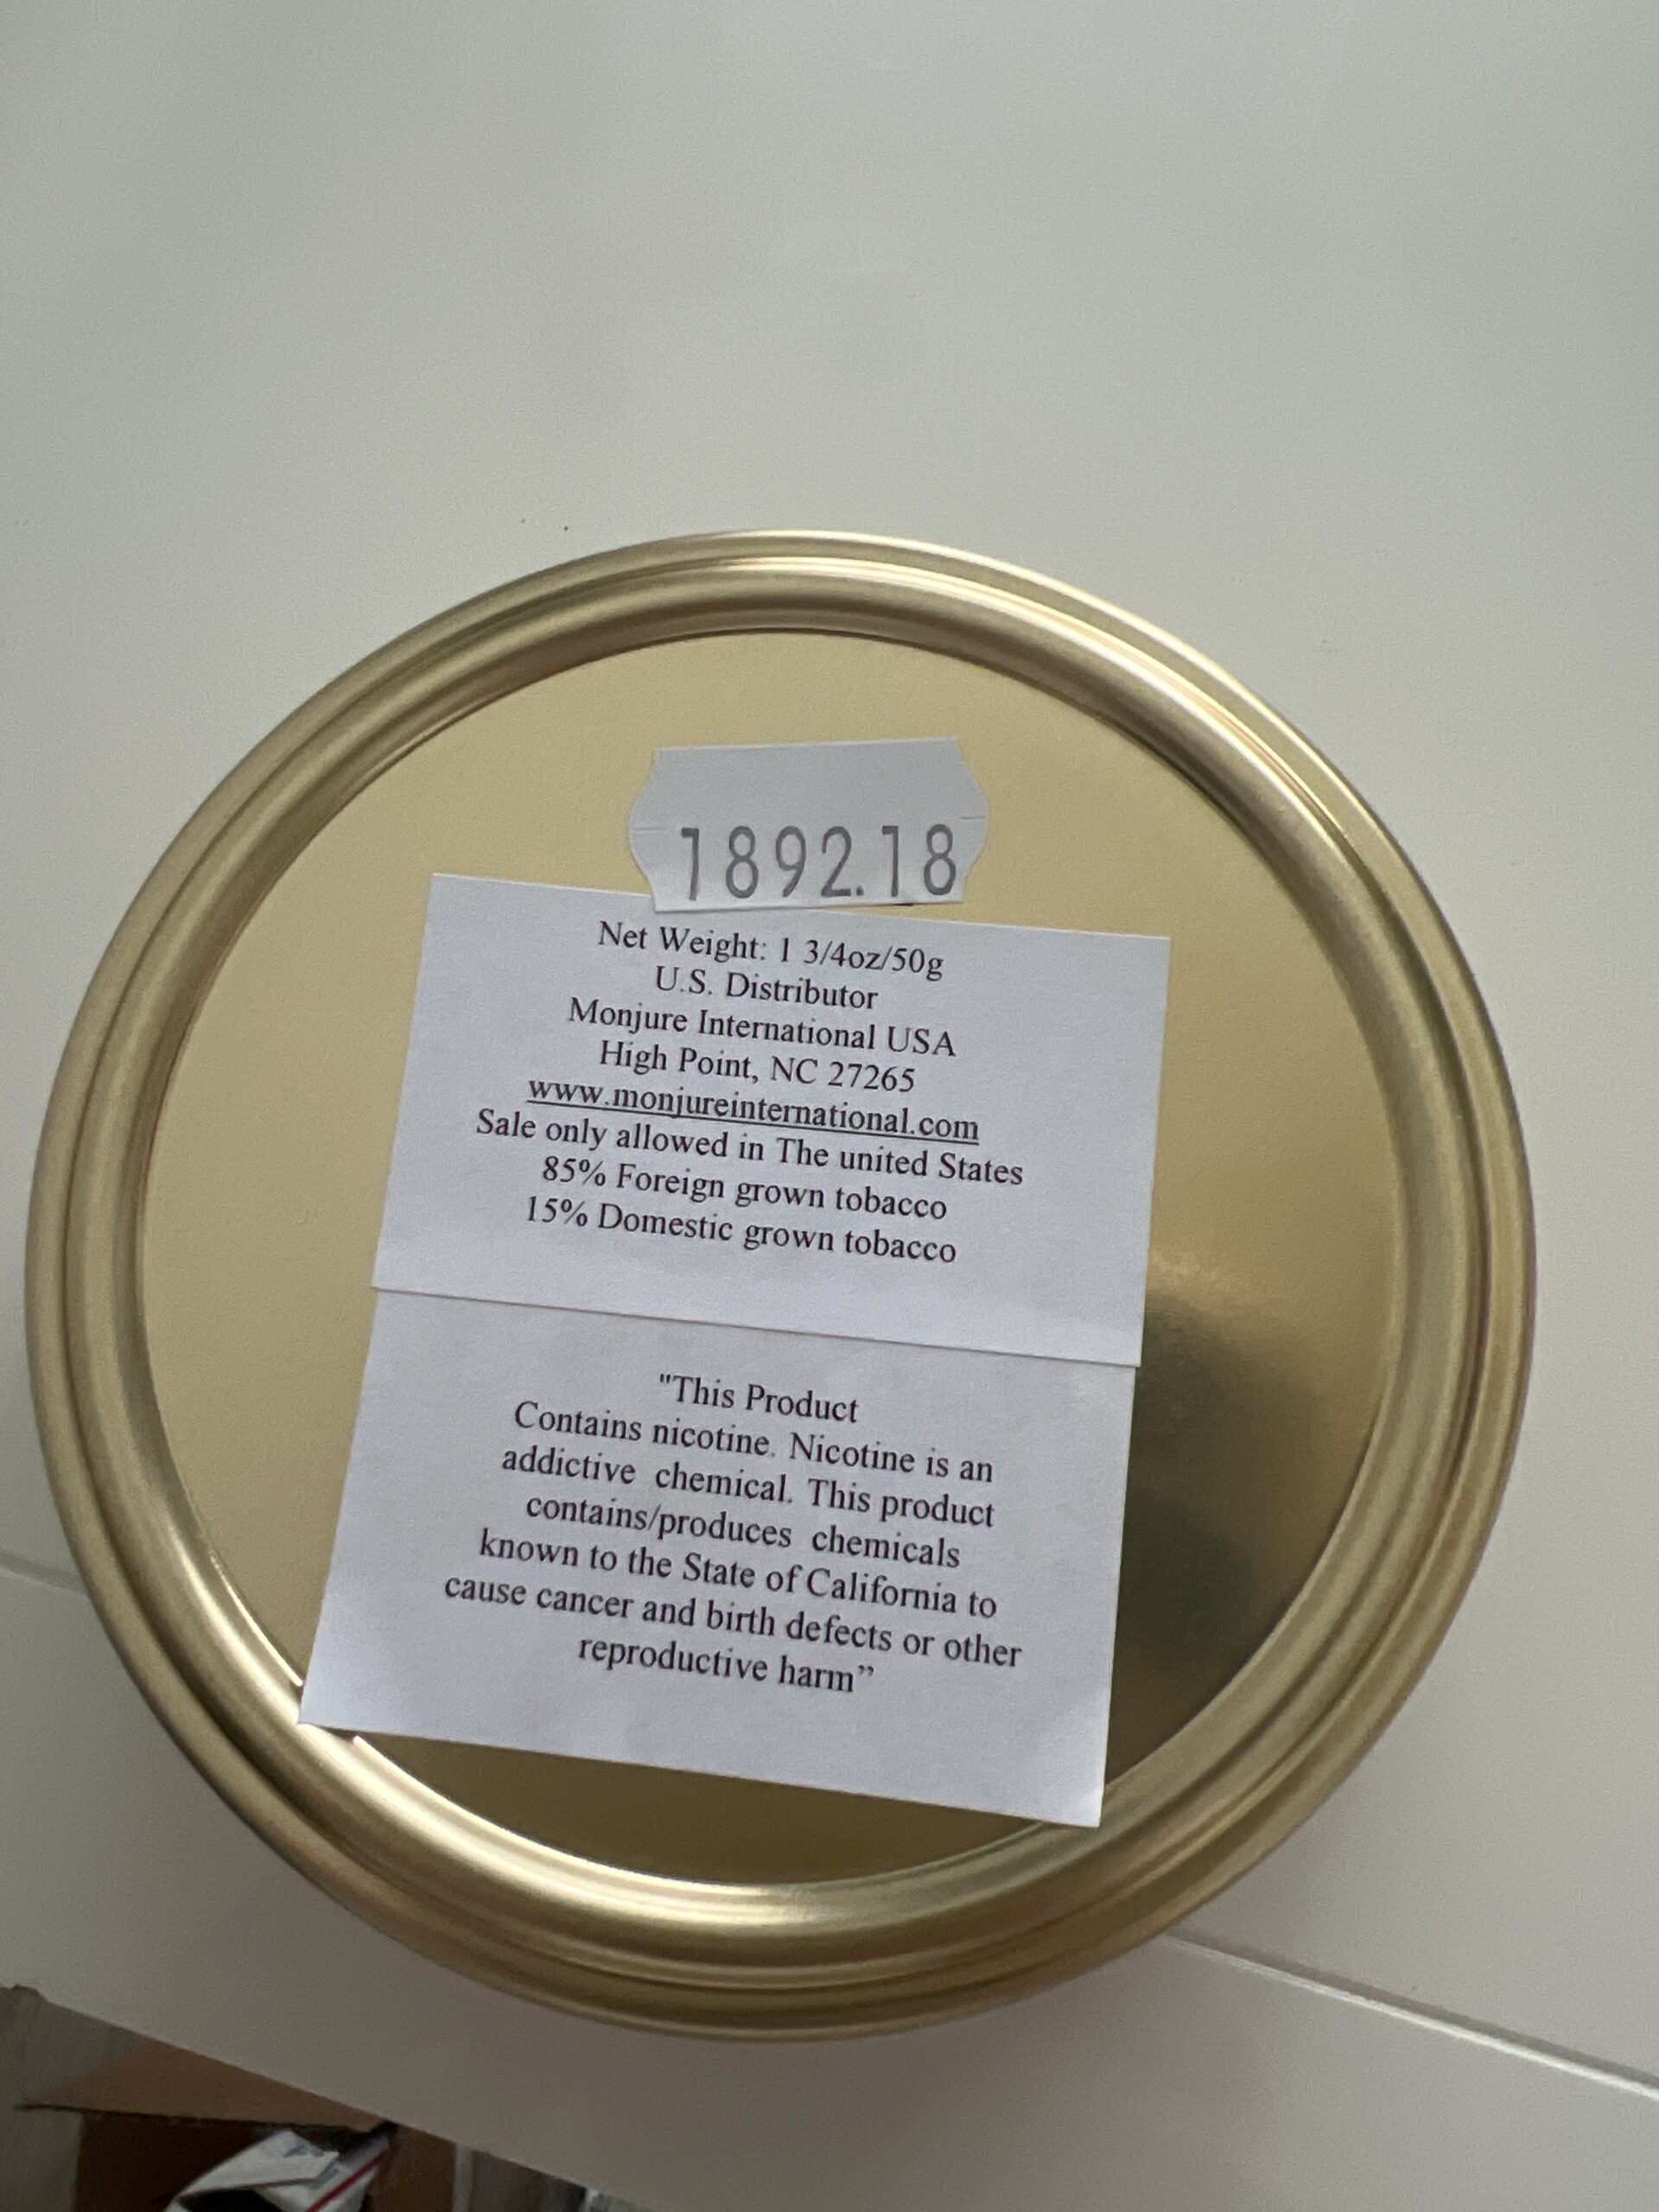 1892.18
Net Weight: 1 3/4oz/50g
U.S. Distributor
Monjure International USA
High Point, NC 27265
www.monjureinternational.com
Sale only allowed in The united States
85% Foreign grown tobacco
15% Domestic grown tobacco
"This Product
Contains nicotine. Nicotine is an
addictive chemical. This product
contains/produces chemicals
known to the State of California to
cause cancer and birth defects or other
reproductive harm”